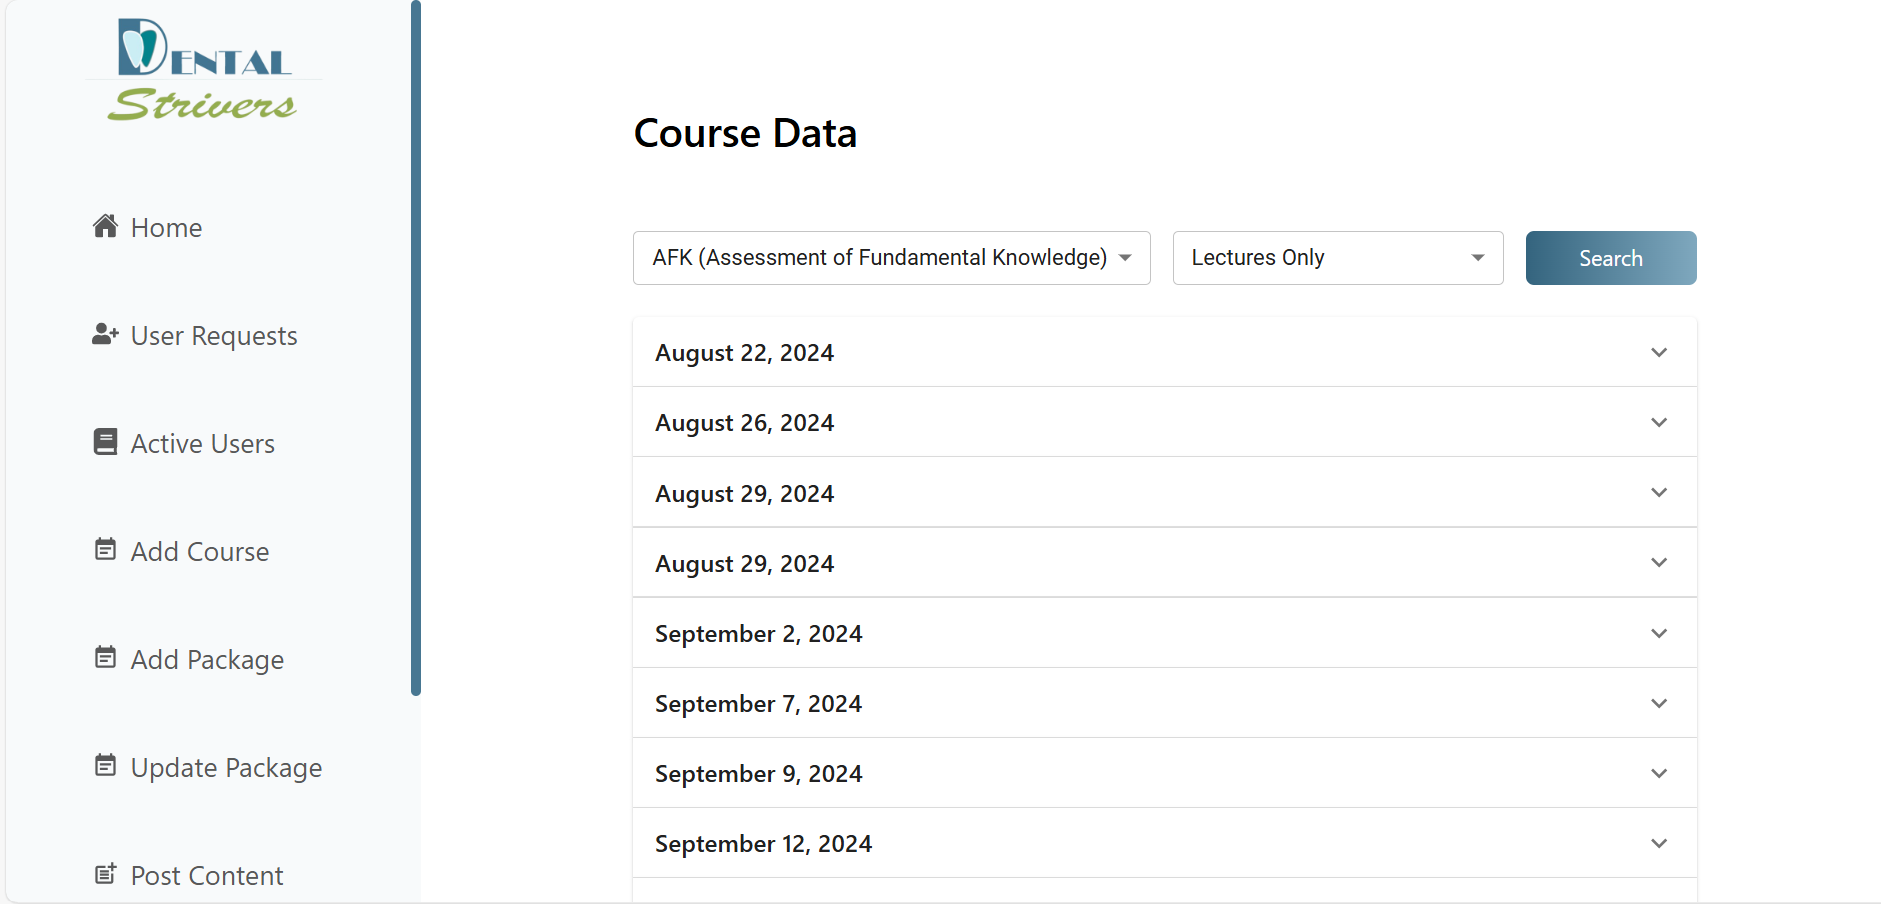 DENTAL
Strivers
Home
User Requests
Active Users
Add Course
Add Package
Update Package
Post Content
Course Data
AFK (Assessment of Fundamental Knowledge)
Lectures Only
Search
August 22, 2024
August 26, 2024
August 29, 2024
August 29, 2024
September 2, 2024
September 7, 2024
September 9, 2024
September 12, 2024